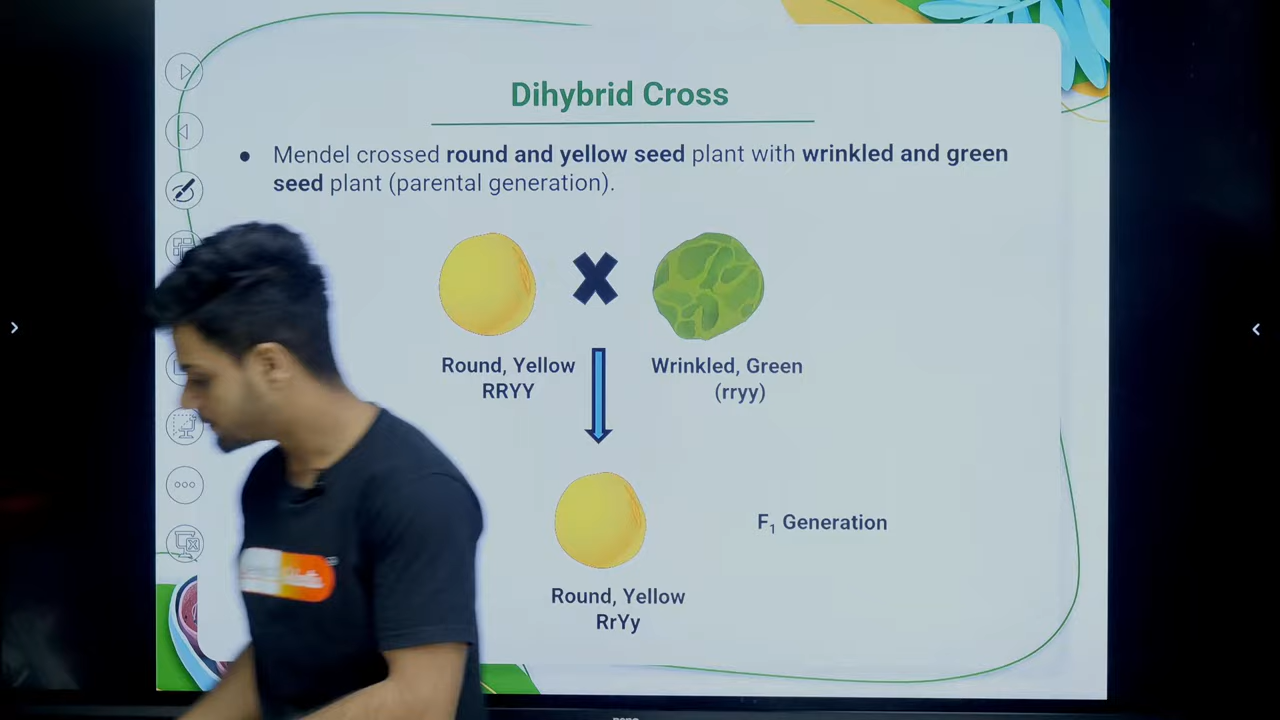 Dihybrid Cross
● Mendel crossed round and yellow seed plant with wrinkled and green
seed plant (parental generation).
Round, Yellow
RRYY
Wrinkled, Green
(rryy)
F₁ Generation
Round, Yellow
RrYy